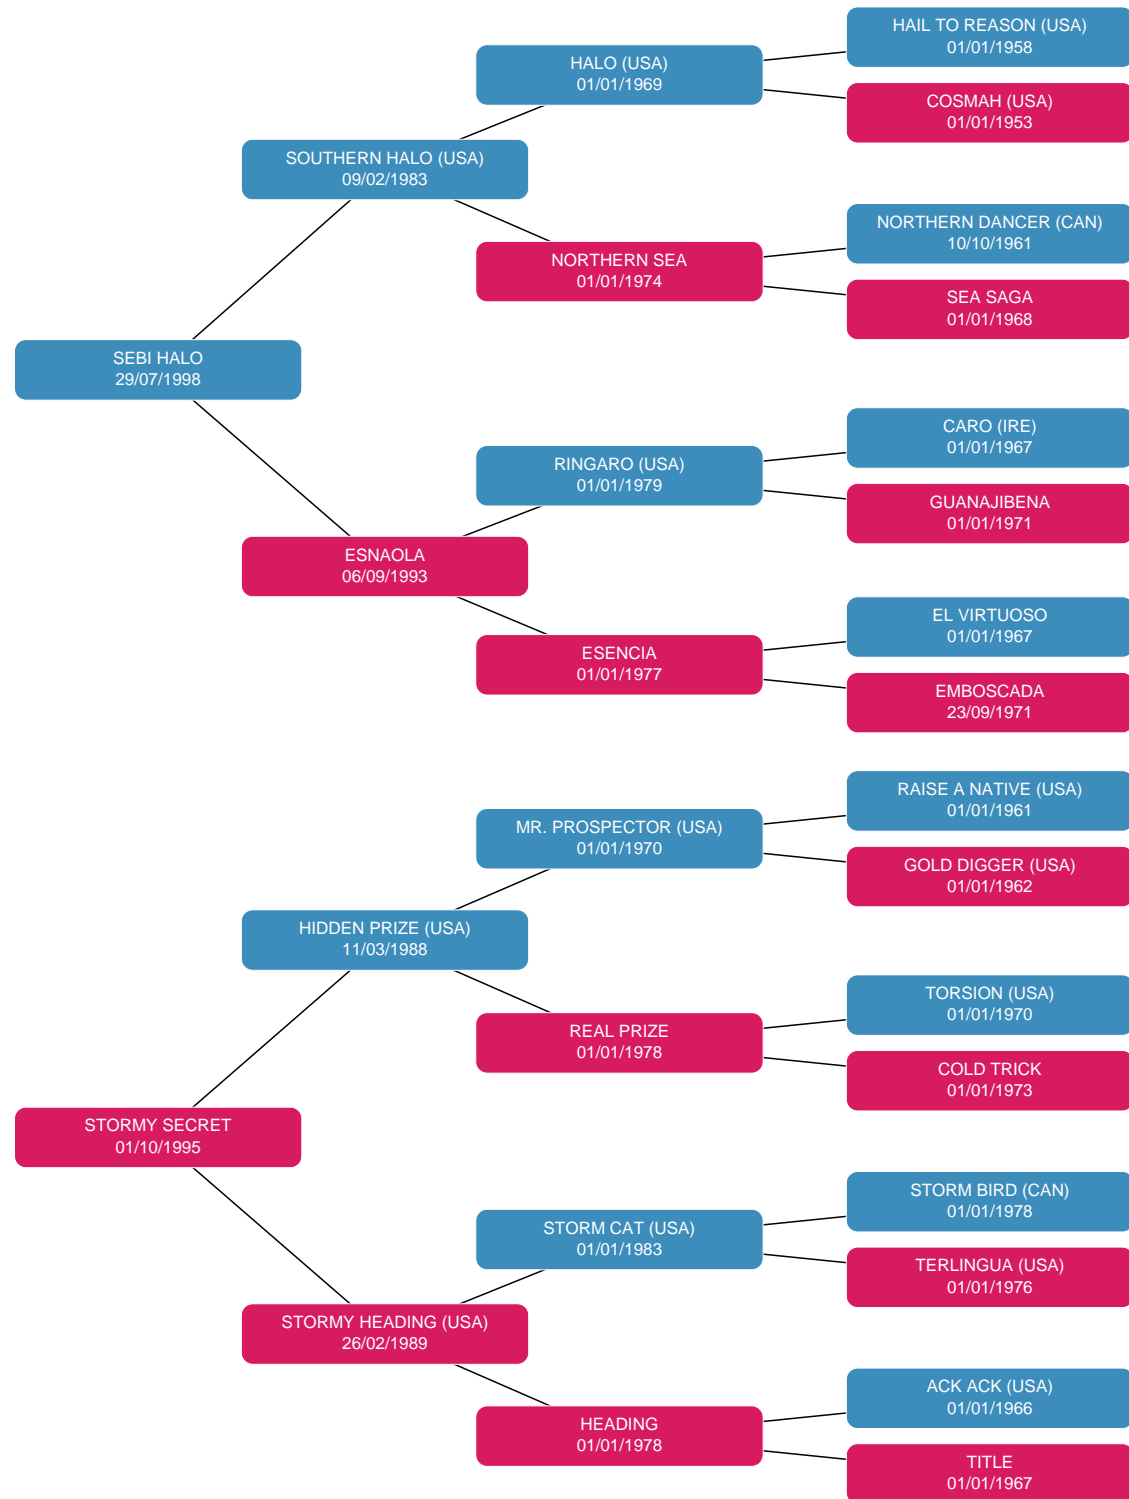 HAIL TO REASON (USA)
01/01/1958
HALO (USA)
01/01/1969
COSMAH (USA)
01/01/1953
SOUTHERN HALO (USA)
09/02/1983
NORTHERN DANCER (CAN)
10/10/1961
NORTHERN SEA
01/01/1974
SEA SAGA
01/01/1968
SEBI HALO
29/07/1998
CARO (IRE)
01/01/1967
RINGARO (USA)
01/01/1979
GUANAJIBENA
01/01/1971
ESNAOLA
06/09/1993
EL VIRTUOSO
01/01/1967
ESENCIA
01/01/1977
EMBOSCADA
23/09/1971
RAISE A NATIVE (USA)
01/01/1961
MR. PROSPECTOR (USA)
01/01/1970
GOLD DIGGER (USA)
01/01/1962
HIDDEN PRIZE (USA)
11/03/1988
TORSION (USA)
01/01/1970
REAL PRIZE
01/01/1978
COLD TRICK
01/01/1973
STORMY SECRET
01/10/1995
STORM BIRD (CAN)
01/01/1978
STORM CAT (USA)
01/01/1983
TERLINGUA (USA)
01/01/1976
STORMY HEADING (USA)
26/02/1989
ACK ACK (USA)
01/01/1966
HEADING
01/01/1978
TITLE
01/01/1967